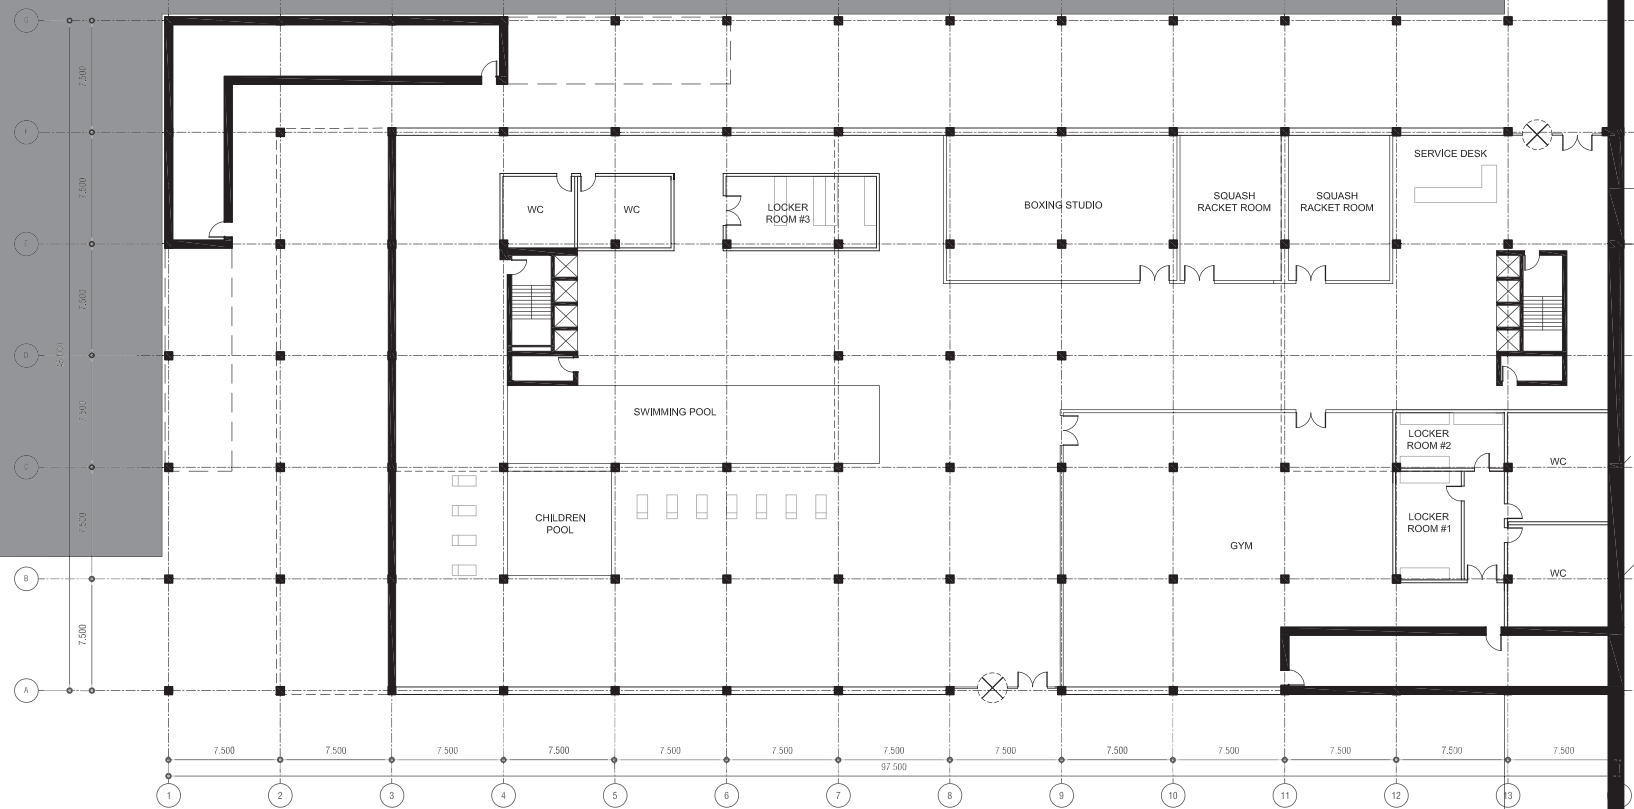 G
7.500
F
SERVICE DESK
7.500
WC
WC
LOCKER
ROOM #3
BOXING STUDIO
SQUASH
RACKET ROOM
SQUASH
RACKET ROOM
E
7.500
D
SWIMMING POOL
7.500
LOCKER
ROOM #2
WC
C
7.500
CHILDREN
POOL
LOCKER
ROOM #1
GYM
WC
B
7.500
A
7.500 7.500 7.500 7.500 7.500 7.500 7.500 7.500 7.500 7.500 7.500 7.500 7.500
97.500
1 2 3 4 5 6 7 8 9 10 11 12 13